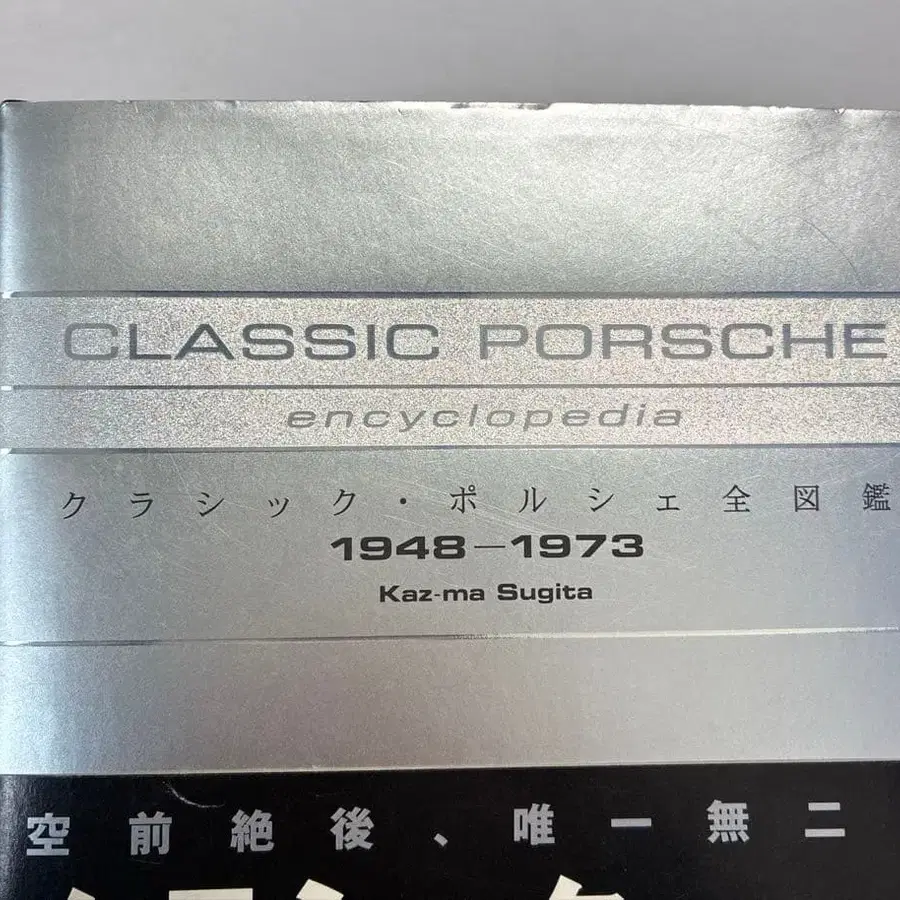 CLASSIC PORSCHE
encyclopedia
クラシック・ポルシェ全図鑑
1948–1973
Kaz-ma Sugita
空前絶後、唯一無二